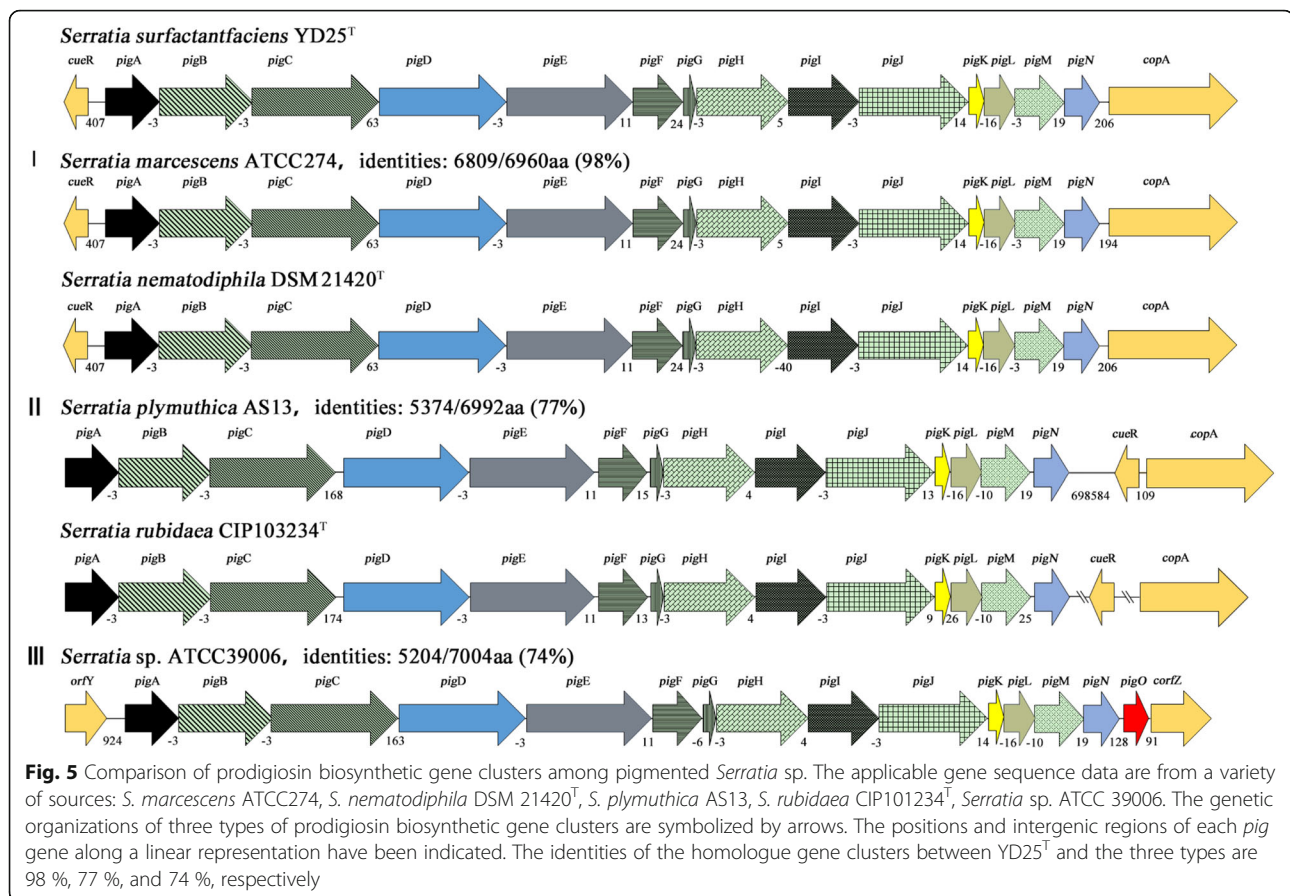 Serratia surfactantfaciens YD25ᵀ
cueR pigA pigB pigC pigD pigE pigF pigG pigH pigI pigJ pigK pigL pigM pigN copA
407 -3 -3 63 -3 11 24 -3 5 -3 14 -16 -3 19 206
I Serratia marcescens ATCC274, identities: 6809/6960aa (98%)
cueR pigA pigB pigC pigD pigE pigF pigG pigH pigI pigJ pigK pigL pigM pigN copA
407 -3 -3 63 -3 11 24 -3 5 -3 14 -16 -3 19 194
Serratia nematodiphila DSM 21420ᵀ
cueR pigA pigB pigC pigD pigE pigF pigG pigH pigI pigJ pigK pigL pigM pigN copA
407 -3 -3 63 -3 11 24 -3 -40 -3 14 -16 -3 19 206
II Serratia plymuthica AS13, identities: 5374/6992aa (77%)
pigA pigB pigC pigD pigE pigF pigG pigH pigI pigJ pigK pigL pigM pigN cueR copA
-3 -3 168 -3 11 15 -3 4 -3 13 -16 -10 19 698584 109
Serratia rubidaea CIP103234ᵀ
pigA pigB pigC pigD pigE pigF pigG pigH pigI pigJ pigK pigL pigM pigN cueR copA
-3 -3 174 -3 11 13 -3 4 -3 9 26 -10 25
III Serratia sp. ATCC39006, identities: 5204/7004aa (74%)
orfY pigA pigB pigC pigD pigE pigF pigG pigH pigI pigJ pigK pigL pigM pigN pigO corfZ
924 -3 -3 163 -3 11 -6 -3 4 -3 14 -16 -10 19 128 91
Fig. 5 Comparison of prodigiosin biosynthetic gene clusters among pigmented Serratia sp. The applicable gene sequence data are from a variety
of sources: S. marcescens ATCC274, S. nematodiphila DSM 21420ᵀ, S. plymuthica AS13, S. rubidaea CIP101234ᵀ, Serratia sp. ATCC 39006. The genetic
organizations of three types of prodigiosin biosynthetic gene clusters are symbolized by arrows. The positions and intergenic regions of each pig
gene along a linear representation have been indicated. The identities of the homologue gene clusters between YD25ᵀ and the three types are
98 %, 77 %, and 74 %, respectively